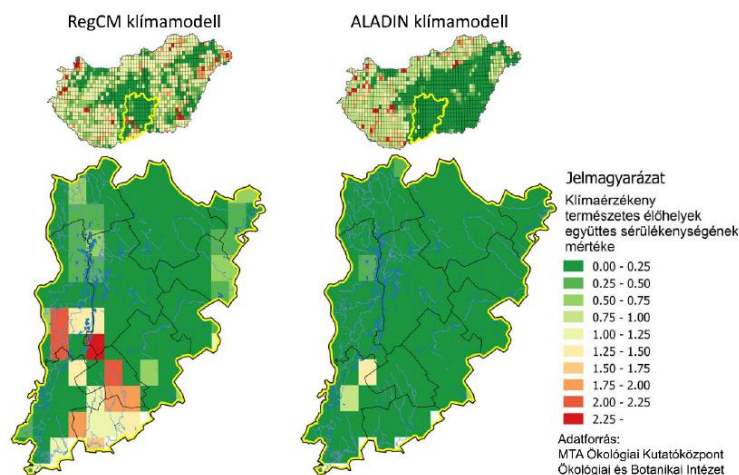 RegCM klímamodell
ALADIN klímamodell
Jelmagyarázat
Klímaérzékeny
természetes élőhelyek
együttes sérülékenységének
mértéke
0.00 - 0.25
0.25 - 0.50
0.50 - 0.75
0.75 - 1.00
1.00 - 1.25
1.25 - 1.50
1.50 - 1.75
1.75 - 2.00
2.00 - 2.25
2.25 -
Adatforrás:
MTA Ökológiai Kutatóközpont
Ökológiai és Botanikai Intézet